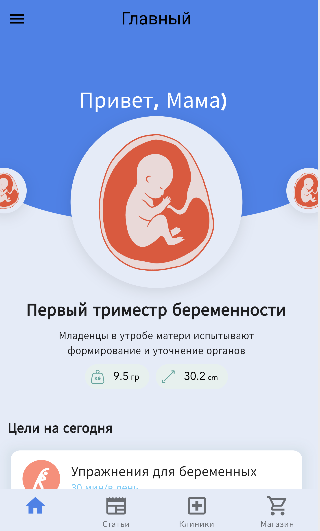 Главный
Привет, Мама)
Первый триместр беременности
Младенцы в утробе матери испытывают
формирование и уточнение органов
9.5 гр 30.2 cm
Цели на сегодня
Упражнения для беременных
30 мин/в день
Статьи Клиники Магазин